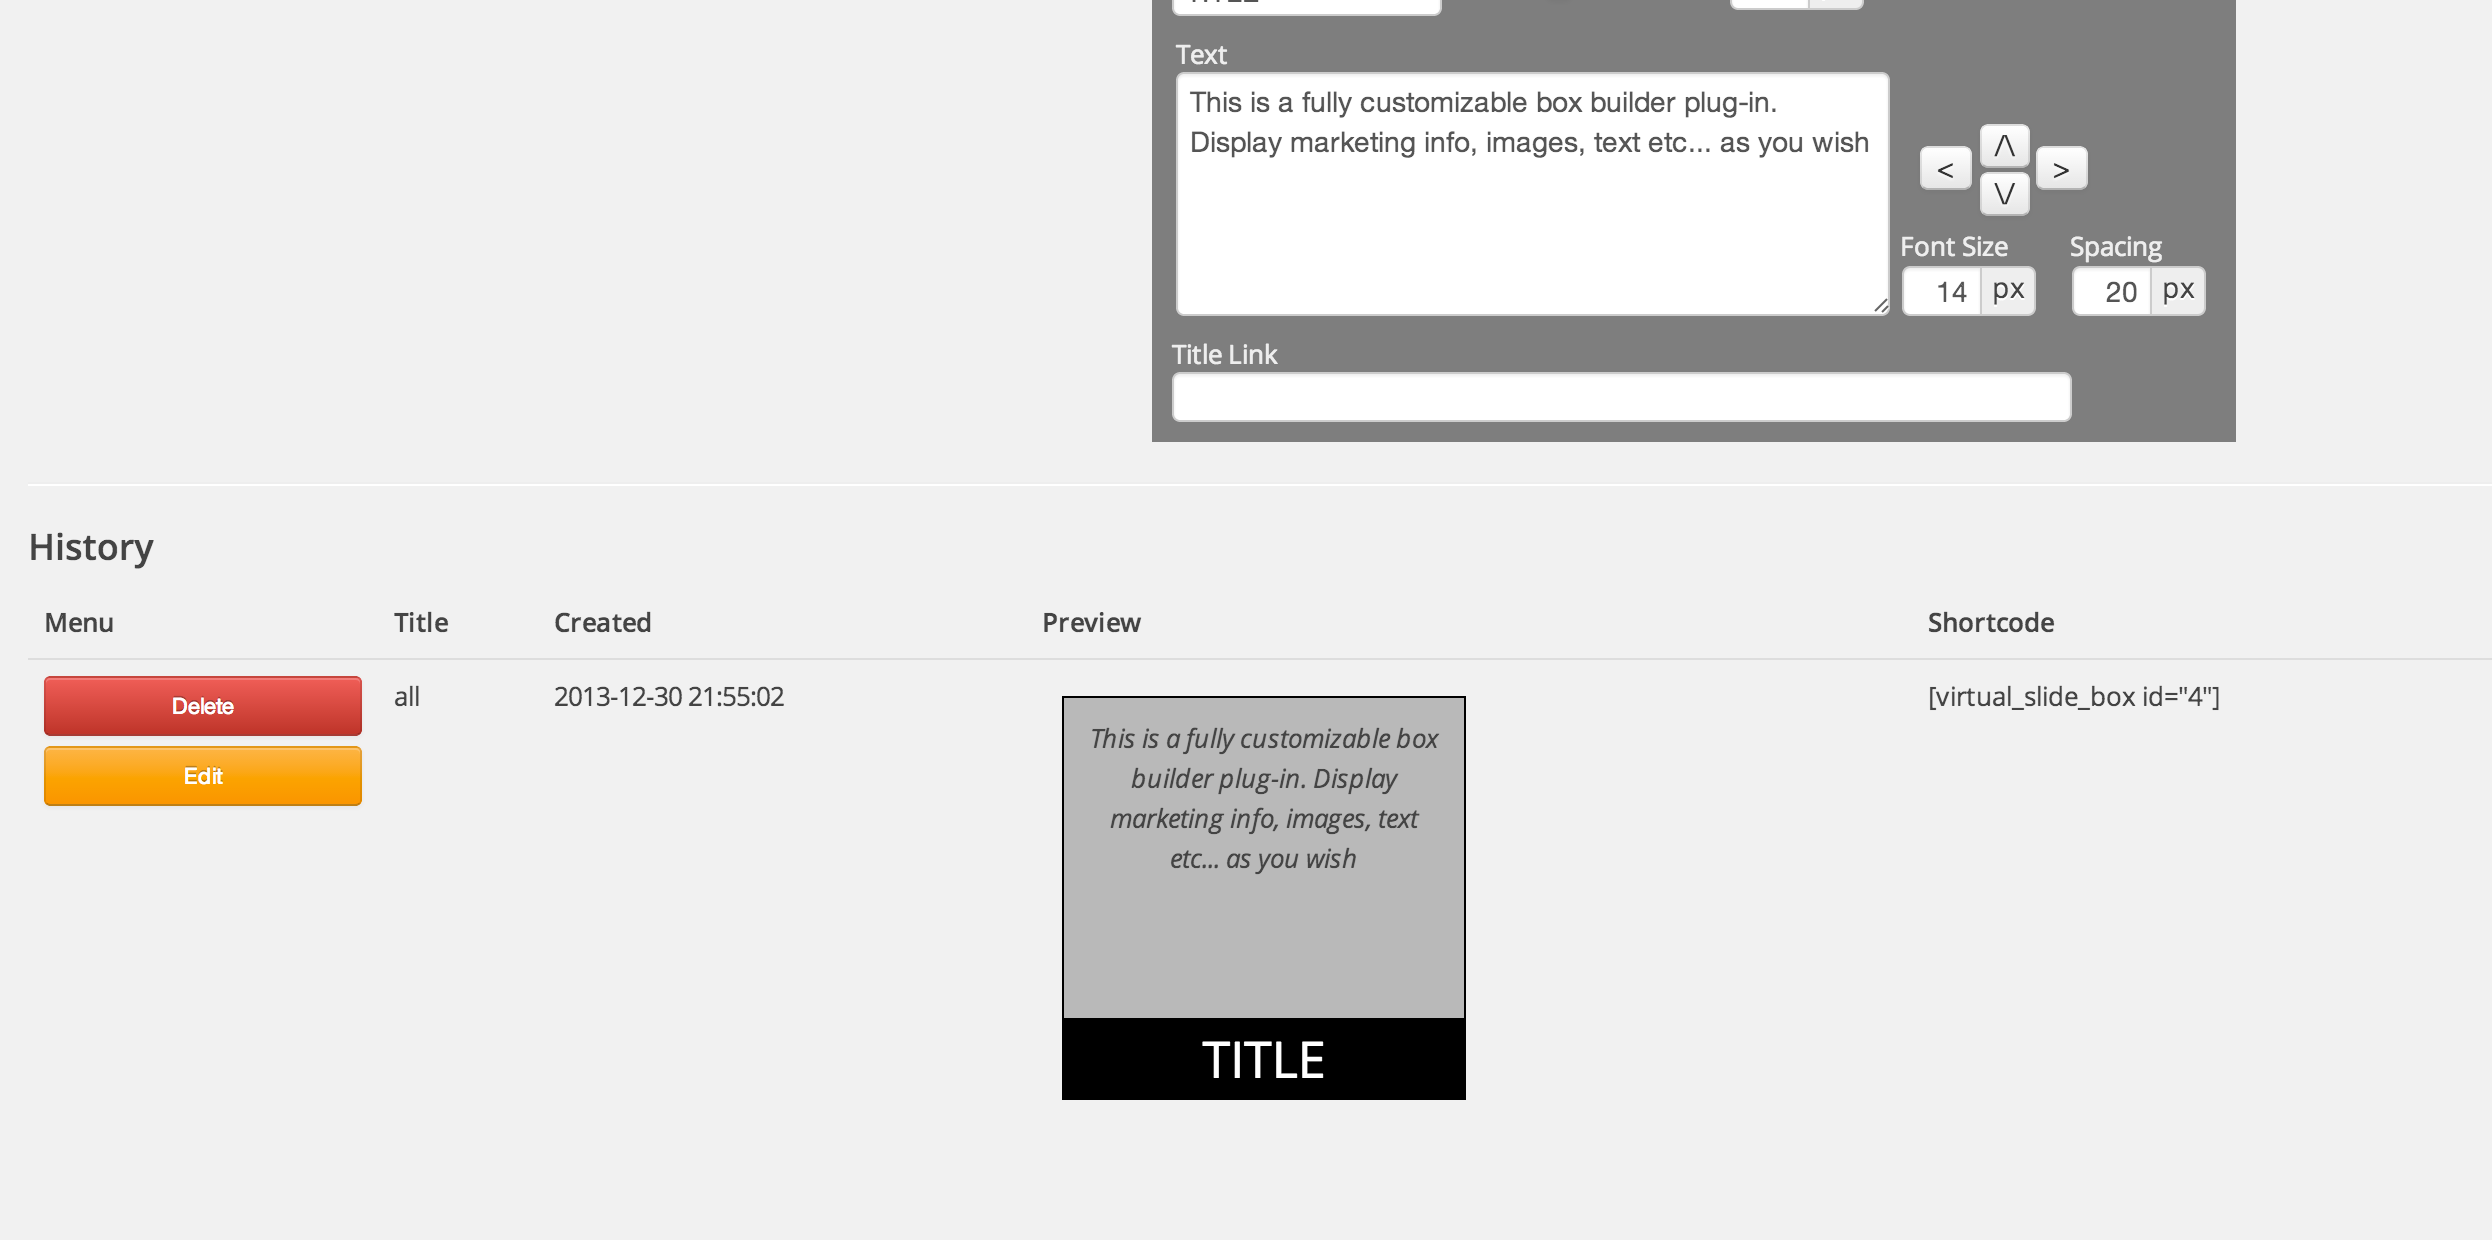 Text
This is a fully customizable box builder plug-in.
Display marketing info, images, text etc... as you wish
<
/\
>
\/
Font Size
Spacing
14 px
20 px
Title Link
History
Menu
Title
Created
Preview
Shortcode
Delete
all
2013-12-30 21:55:02
[virtual_slide_box id="4"]
Edit
This is a fully customizable box
builder plug-in. Display
marketing info, images, text
etc... as you wish
TITLE